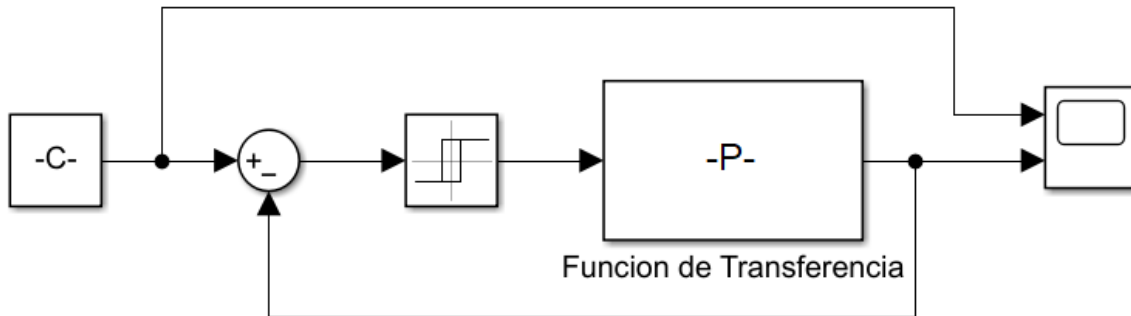 -C-
+
−
-P-
Funcion de Transferencia